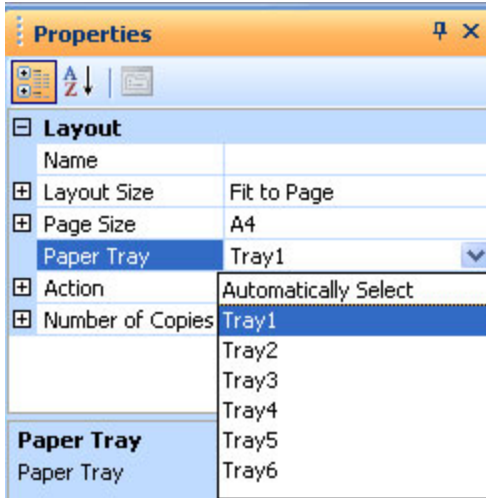 Properties
Layout
Name
Layout Size Fit to Page
Page Size A4
Paper Tray Tray1
Action Automatically Select
Number of Copies Tray1
Tray2
Tray3
Tray4
Paper Tray Tray5
Paper Tray Tray6